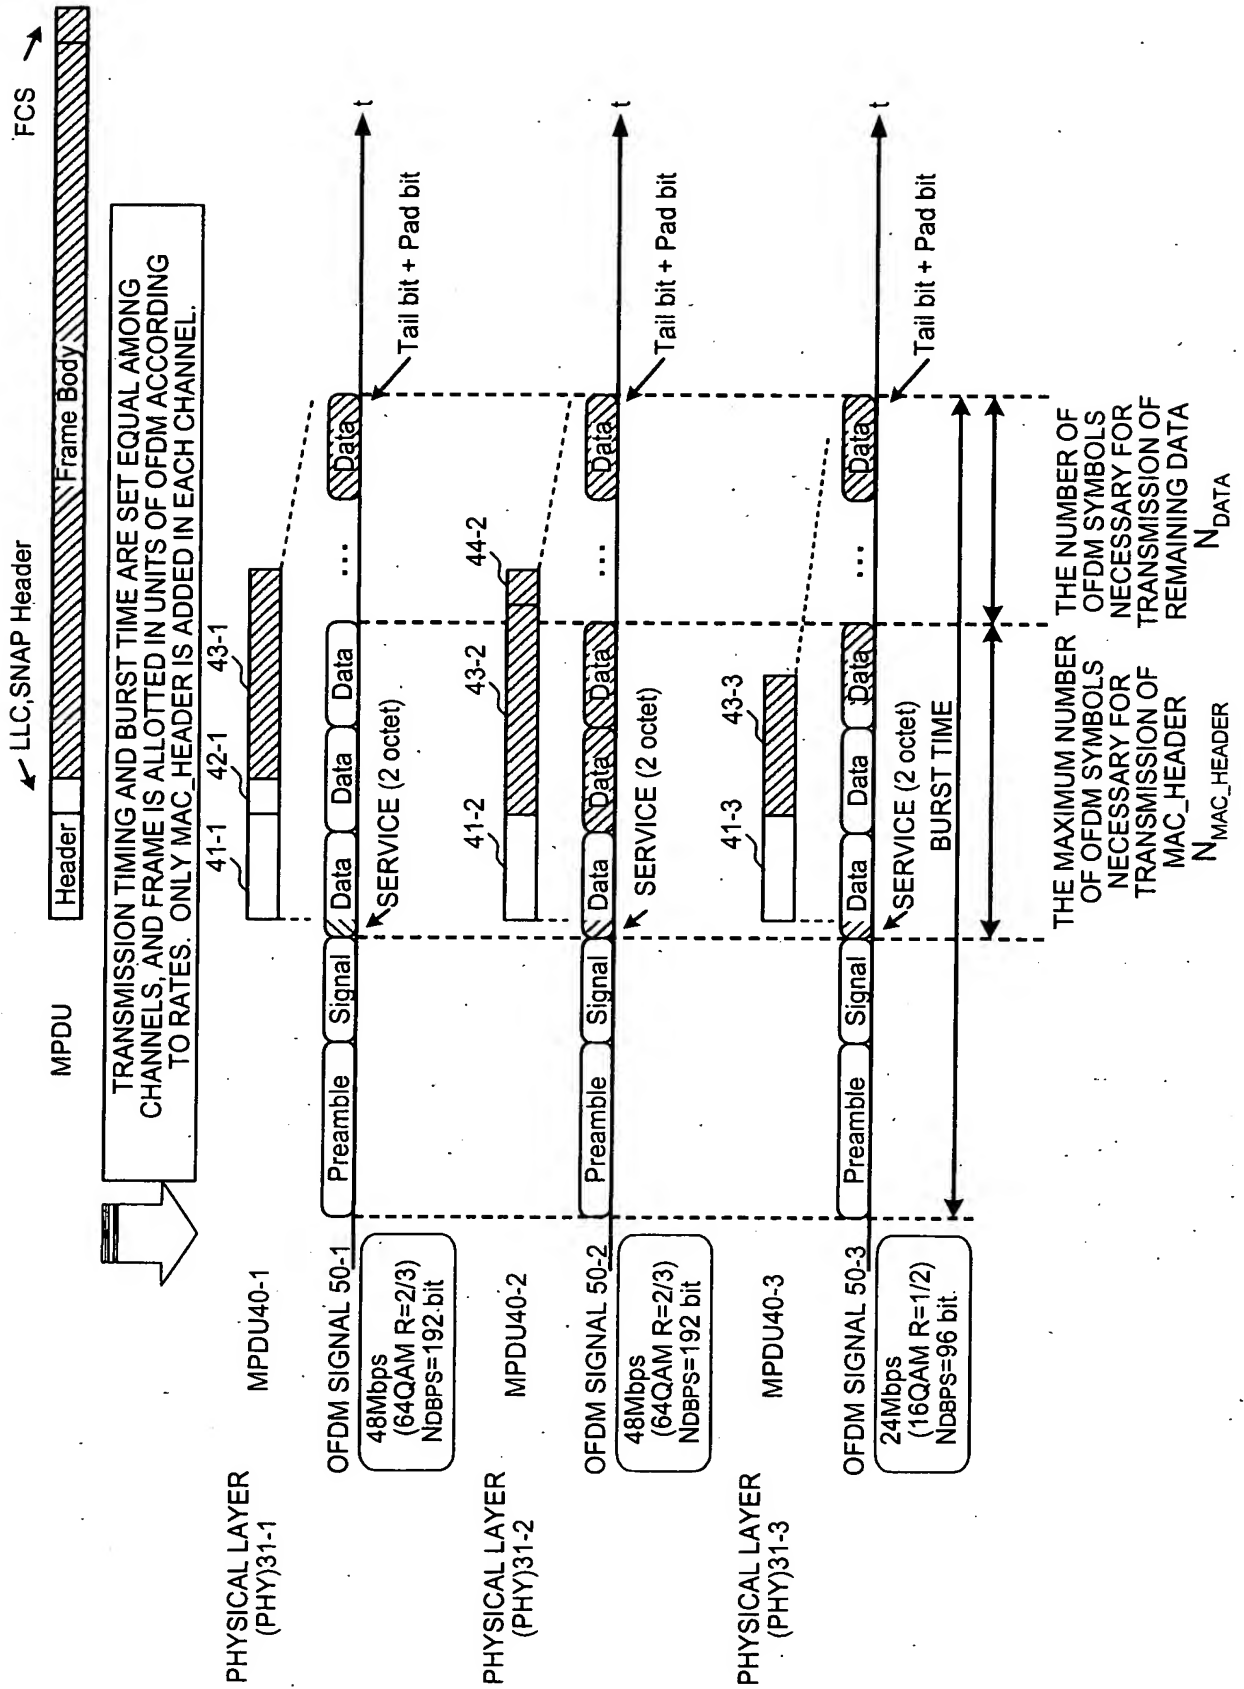 LLC,SNAP Header
FCS
MPDU
Header
Frame Body
TRANSMISSION TIMING AND BURST TIME ARE SET EQUAL AMONG
CHANNELS, AND FRAME IS ALLOTTED IN UNITS OF OFDM ACCORDING
TO RATES. ONLY MAC_HEADER IS ADDED IN EACH CHANNEL.
PHYSICAL LAYER
(PHY)31-1
MPDU40-1
41-1
42-1
43-1
OFDM SIGNAL 50-1
Preamble
Signal
Data
Data
Data
...
Data
t
48Mbps
(64QAM R=2/3)
NDBPS=192 bit
SERVICE (2 octet)
Tail bit + Pad bit
PHYSICAL LAYER
(PHY)31-2
MPDU40-2
41-2
43-2
44-2
OFDM SIGNAL 50-2
Preamble
Signal
Data
Data
Data
...
Data
t
48Mbps
(64QAM R=2/3)
NDBPS=192 bit
SERVICE (2 octet)
Tail bit + Pad bit
PHYSICAL LAYER
(PHY)31-3
MPDU40-3
41-3
43-3
OFDM SIGNAL 50-3
Preamble
Signal
Data
Data
Data
...
Data
t
24Mbps
(16QAM R=1/2)
NDBPS=96 bit
SERVICE (2 octet)
Tail bit + Pad bit
BURST TIME
THE MAXIMUM NUMBER
OF OFDM SYMBOLS
NECESSARY FOR
TRANSMISSION OF
MAC_HEADER
NMAC_HEADER
THE NUMBER OF
OFDM SYMBOLS
NECESSARY FOR
TRANSMISSION OF
REMAINING DATA
NDATA